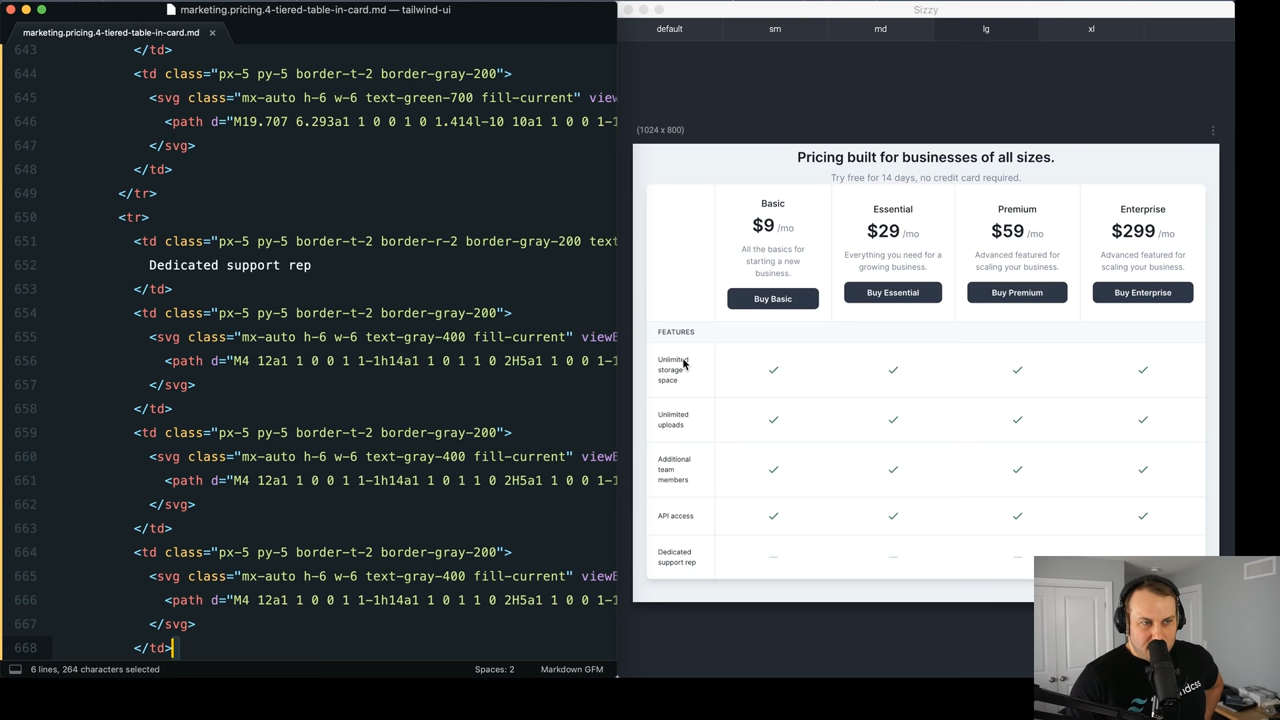 marketing.pricing.4-tiered-table-in-card.md — tailwind-ui
marketing.pricing.4-tiered-table-in-card.md ×
643 </td>
644 <td class="px-5 py-5 border-t-2 border-gray-200">
645 <svg class="mx-auto h-6 w-6 text-green-700 fill-current" view
646 <path d="M19.707 6.293a1 1 0 0 1 0 1.414l-10 10a1 1 0 0 1-1
647 </svg>
648 </td>
649 </tr>
650 <tr>
651 <td class="px-5 py-5 border-r-2 border-gray-200 text
652 Dedicated support rep
653 </td>
654 <td class="px-5 py-5 border-t-2 border-gray-200">
655 <svg class="mx-auto h-6 w-6 text-gray-400 fill-current" viewB
656 <path d="M4 12a1 1 0 0 1 1-1h14a1 1 0 1 1 0 2H5a1 1 0 0 1-1
657 </svg>
658 </td>
659 <td class="px-5 py-5 border-t-2 border-gray-200">
660 <svg class="mx-auto h-6 w-6 text-gray-400 fill-current" viewB
661 <path d="M4 12a1 1 0 0 1 1-1h14a1 1 0 1 1 0 2H5a1 1 0 0 1-1
662 </svg>
663 </td>
664 <td class="px-5 py-5 border-t-2 border-gray-200">
665 <svg class="mx-auto h-6 w-6 text-gray-400 fill-current" viewB
666 <path d="M4 12a1 1 0 0 1 1-1h14a1 1 0 1 1 0 2H5a1 1 0 0 1-1
667 </svg>
668 </td>
6 lines, 264 characters selected Spaces: 2 Markdown GFM
Sizzy
default sm md lg xl
(1024 x 800)
Pricing built for businesses of all sizes.
Try free for 14 days, no credit card required.
Basic
$9 /mo
All the basics for
starting a new
business.
Buy Basic
Essential
$29 /mo
Everything you need for a
growing business.
Buy Essential
Premium
$59 /mo
Advanced featured for
scaling your business.
Buy Premium
Enterprise
$299 /mo
Advanced featured for
scaling your business.
Buy Enterprise
FEATURES
Unlimited
storage
space
Unlimited
uploads
Additional
team
members
API access
Dedicated
support rep
ndcss